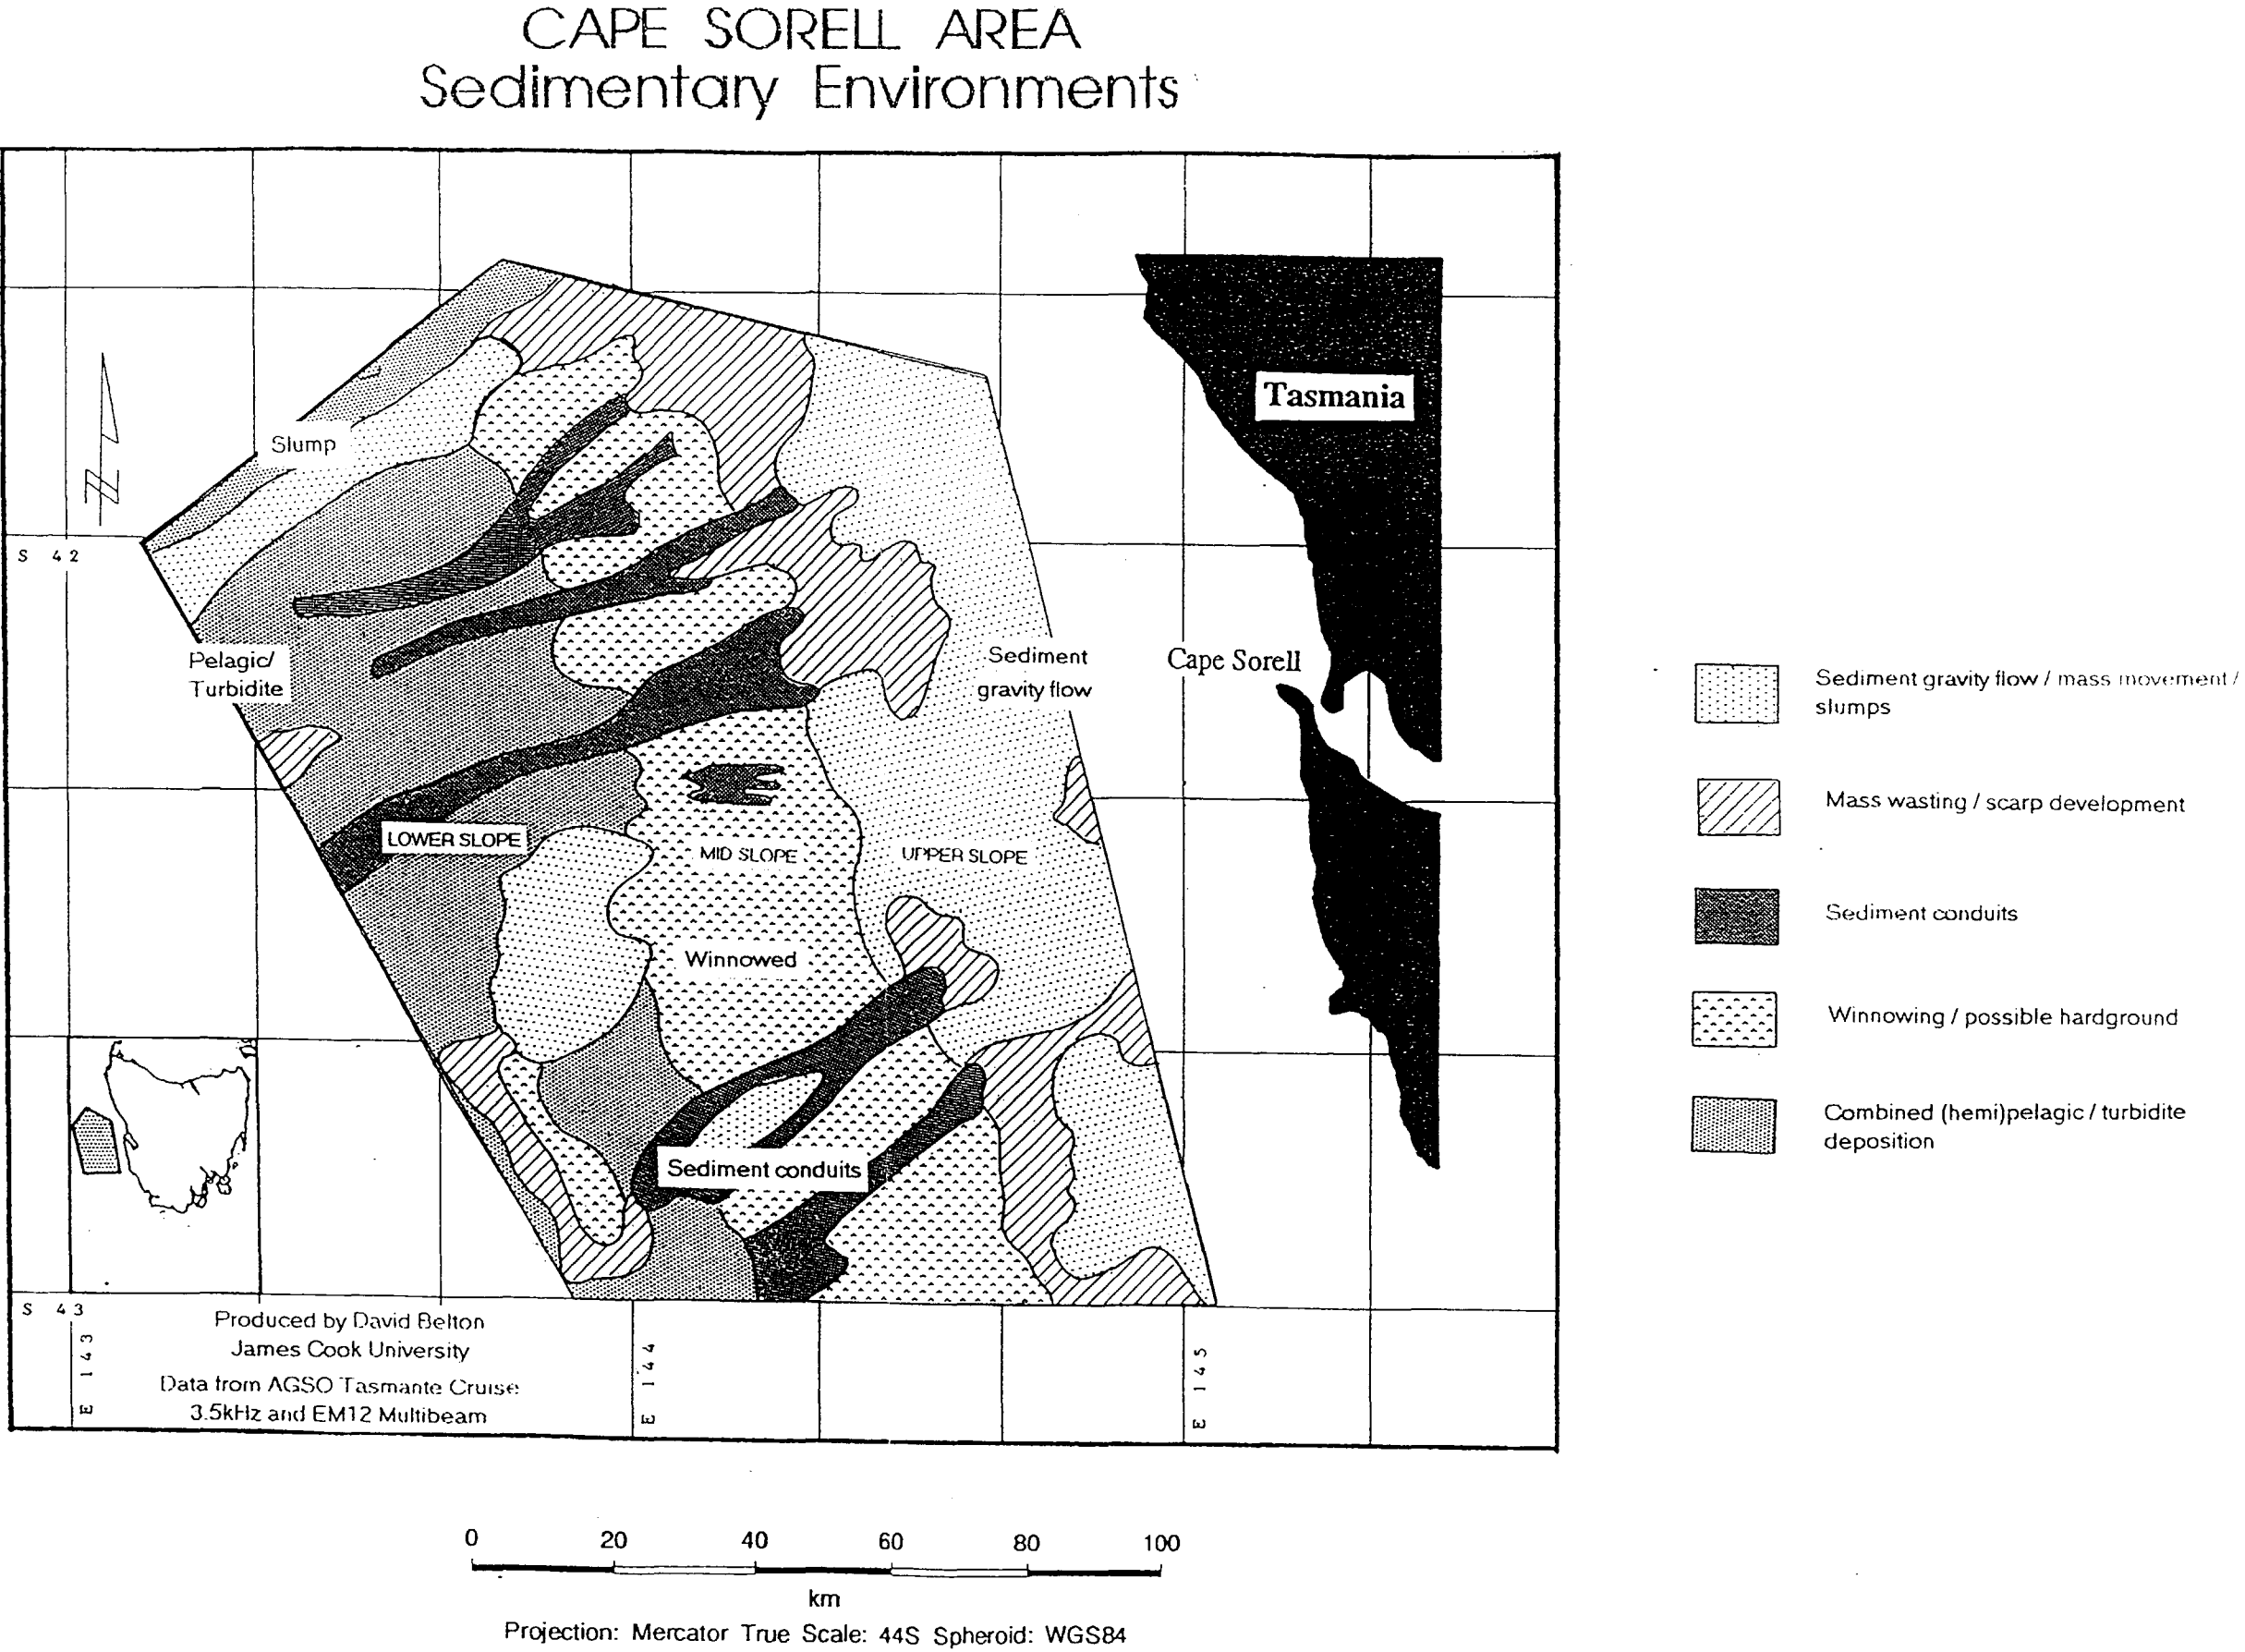 CAPE SORELL AREA
Sedimentary Environments
Tasmania
Slump
S 42
Pelagic/
Turbidite
Sediment
gravity flow
Cape Sorell
LOWER SLOPE
MID SLOPE
UPPER SLOPE
Winnowed
Sediment conduits
S 43
E 143
E 144
E 145
Produced by David Belton
James Cook University
Data from AGSO Tasmante Cruise
3.5kHz and EM12 Multibeam
Sediment gravity flow / mass movement /
slumps
Mass wasting / scarp development
Sediment conduits
Winnowing / possible hardground
Combined (hemi)pelagic / turbidite
deposition
0 20 40 60 80 100
km
Projection: Mercator True Scale: 44S Spheroid: WGS84